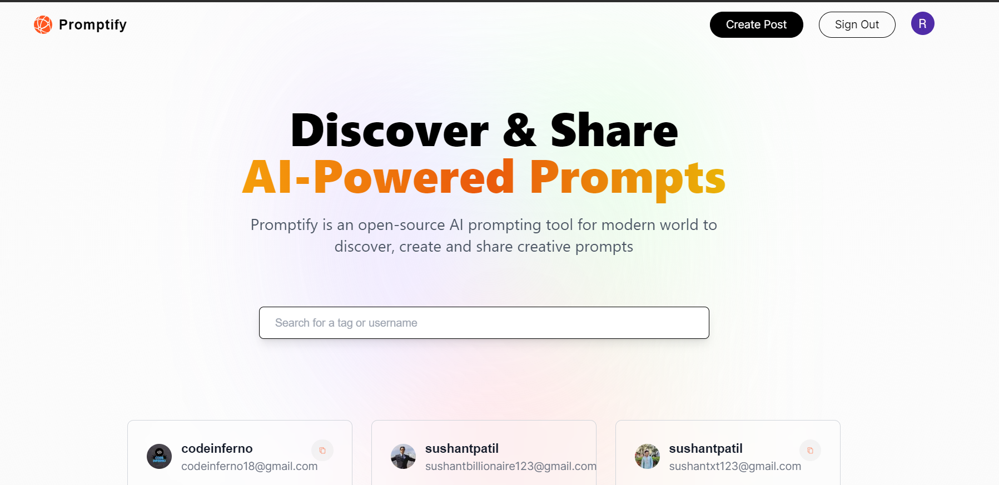 Promptify
Create Post
Sign Out
R
Discover & Share
AI-Powered Prompts
Promptify is an open-source AI prompting tool for modern world to
discover, create and share creative prompts
Search for a tag or username
CODE
INFERNO
codeinferno
codeinferno18@gmail.com
sushantpatil
sushantbillionaire123@gmail.com
sushantpatil
sushantxt123@gmail.com